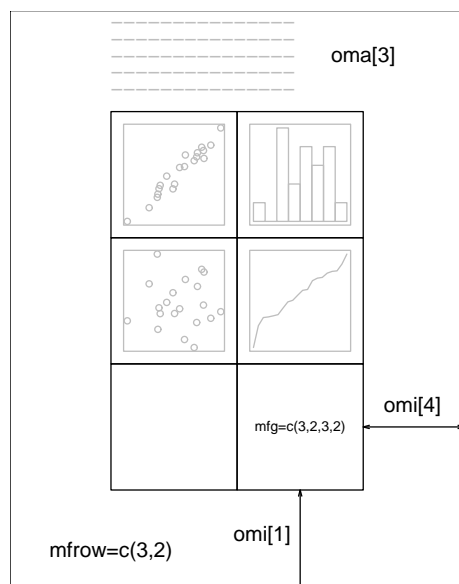 oma[3]
omi[4]
mfg=c(3,2,3,2)
omi[1]
mfrow=c(3,2)